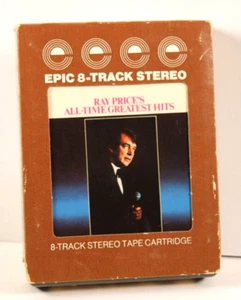 EPIC 8-TRACK STEREO
RAY PRICE'S
ALL-TIME GREATEST HITS
8-TRACK STEREO TAPE CARTRIDGE